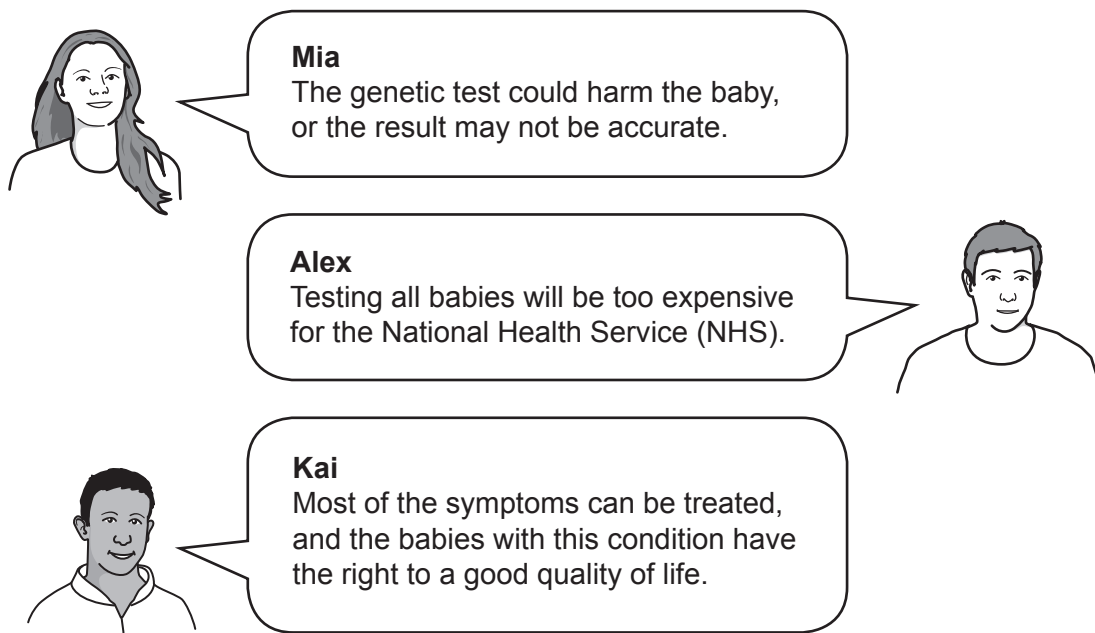 Mia
The genetic test could harm the baby,
or the result may not be accurate.
Alex
Testing all babies will be too expensive
for the National Health Service (NHS).
Kai
Most of the symptoms can be treated,
and the babies with this condition have
the right to a good quality of life.